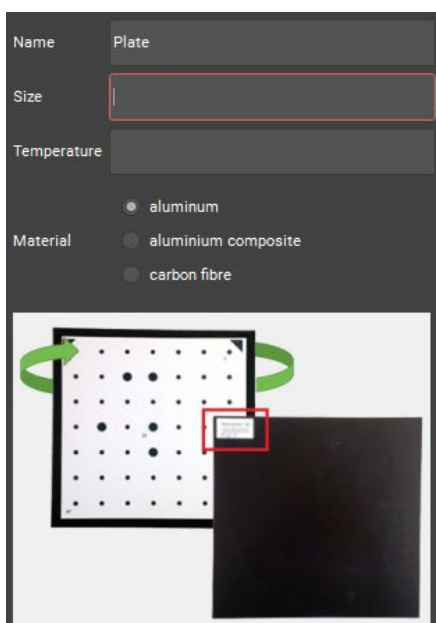 Name Plate
Size
Temperature
aluminum
Material aluminium composite
carbon fibre